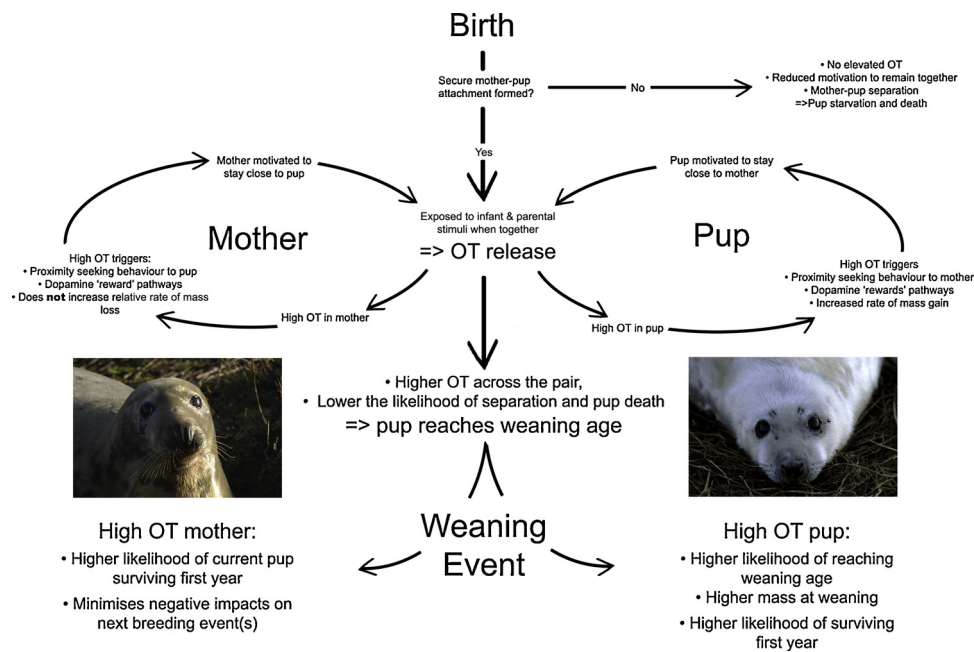 Birth
Secure mother-pup
attachment formed?
No
• No elevated OT
• Reduced motivation to remain together
• Mother-pup separation
=>Pup starvation and death
Yes
Mother motivated to
stay close to pup
Pup motivated to stay
close to mother
Exposed to infant & parental
stimuli when together
=> OT release
Mother
Pup
High OT triggers:
• Proximity seeking behaviour to pup
• Dopamine 'reward' pathways
• Does not increase relative rate of mass
loss
High OT in mother
High OT in pup
High OT triggers
• Proximity seeking behaviour to mother
• Dopamine 'rewards' pathways
• Increased rate of mass gain
• Higher OT across the pair,
• Lower the likelihood of separation and pup death
=> pup reaches weaning age
Weaning
Event
High OT mother:
• Higher likelihood of current pup
surviving first year
• Minimises negative impacts on
next breeding event(s)
High OT pup:
• Higher likelihood of reaching
weaning age
• Higher mass at weaning
• Higher likelihood of surviving
first year